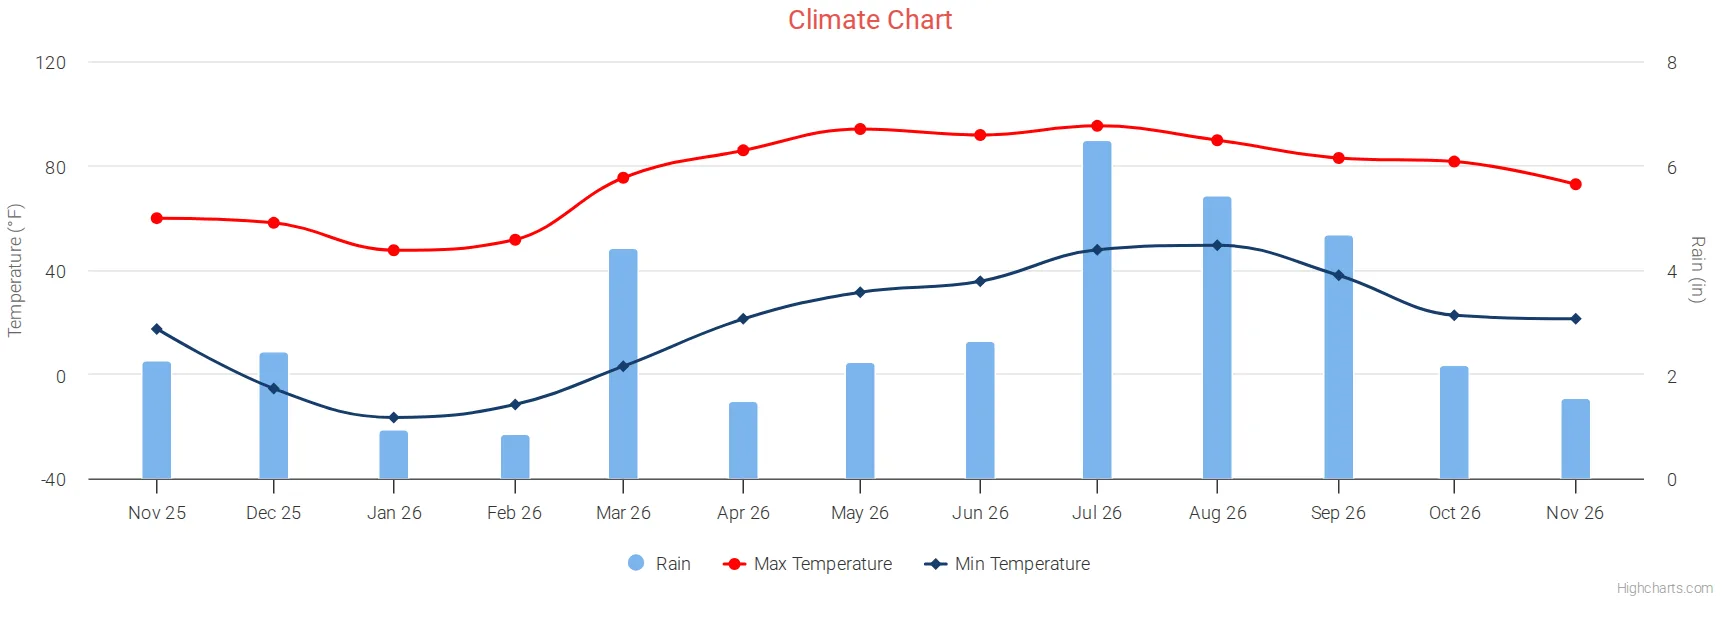 Climate Chart
120
80
40
0
-40
Temperature (°F)
8
6
4
2
0
Rain (in)
Nov 25 Dec 25 Jan 26 Feb 26 Mar 26 Apr 26 May 26 Jun 26 Jul 26 Aug 26 Sep 26 Oct 26 Nov 26
Rain Max Temperature Min Temperature
Highcharts.com